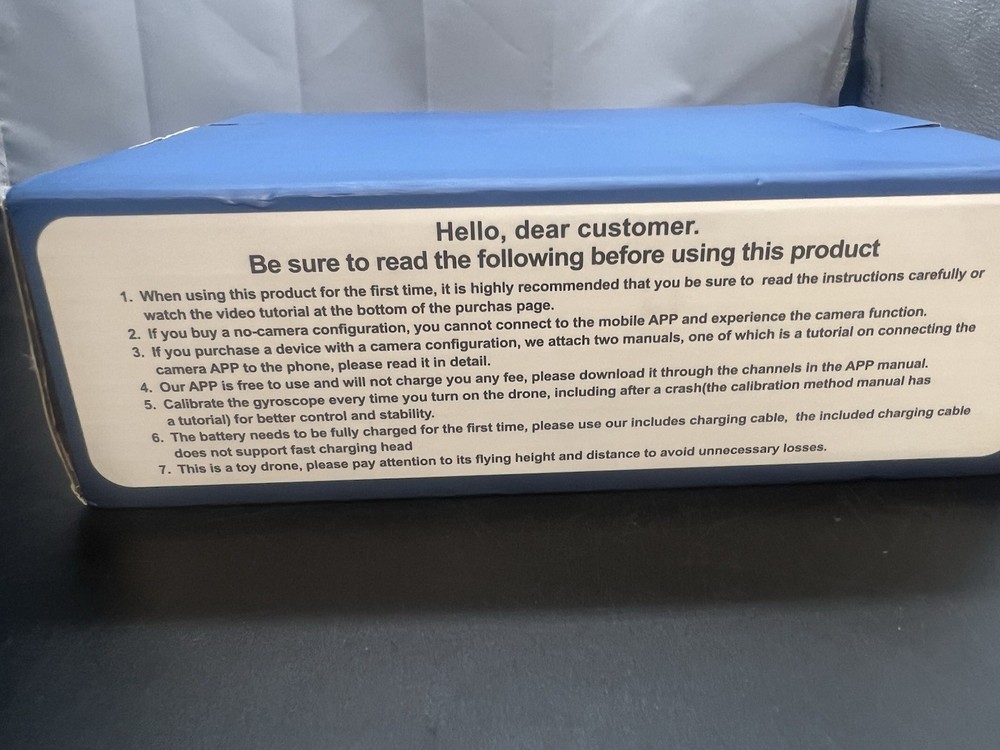 Hello, dear customer.
Be sure to read the following before using this product
1. When using this product for the first time, it is highly recommended that you be sure to read the instructions carefully or
watch the video tutorial at the bottom of the purchas page.
2. If you buy a no-camera configuration, you cannot connect to the mobile APP and experience the camera function.
3. If you purchase a device with a camera configuration, we attach two manuals, one of which is a tutorial on connecting the
camera APP to the phone, please read it in detail.
4. Our APP is free to use and will not charge you any fee, please download it through the channels in the APP manual.
5. Calibrate the gyroscope every time you turn on the drone, including after a crash(the calibration method manual has
a tutorial) for better control and stability.
6. The battery needs to be fully charged for the first time, please use our includes charging cable, the included charging cable
does not support fast charging head
7. This is a toy drone, please pay attention to its flying height and distance to avoid unnecessary losses.